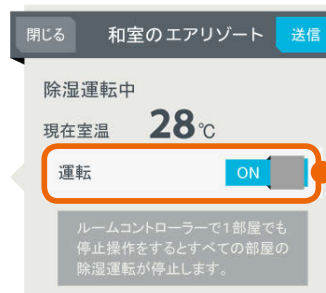 閉じる 和室のエアリゾート 送信
除湿運転中
現在室温 28℃
運転 ON
ルームコントローラーで1部屋でも
停止操作をするとすべての部屋の
除湿運転が停止します。